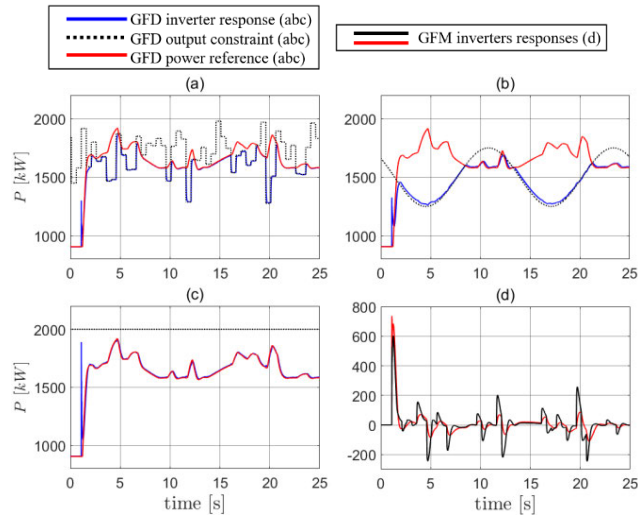 GFD inverter response (abc)
GFD output constraint (abc)
GFD power reference (abc)
GFM inverters responses (d)
(a)
(b)
P [kW]
2000
1500
1000
0 5 10 15 20 25
2000
1500
1000
0 5 10 15 20 25
(c)
(d)
P [kW]
2000
1500
1000
0 5 10 15 20 25
time [s]
800
600
400
200
0
-200
0 5 10 15 20 25
time [s]